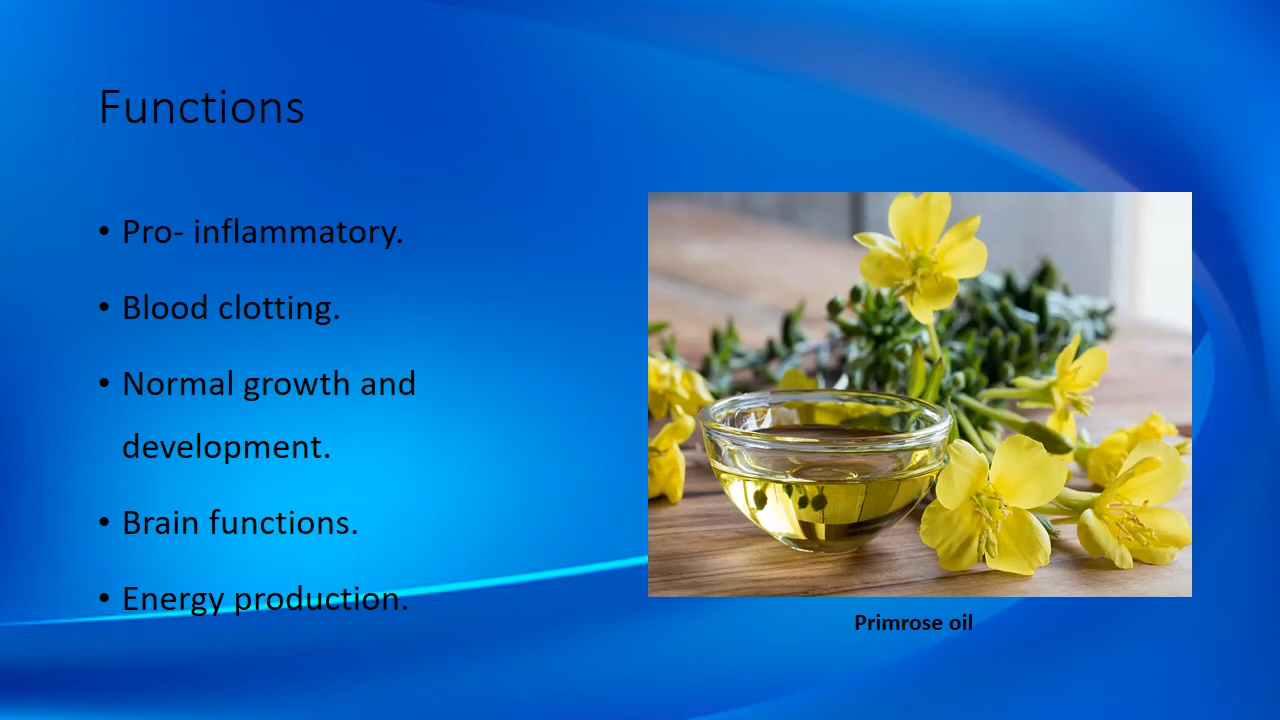 Functions
• Pro- inflammatory.
• Blood clotting.
• Normal growth and
development.
• Brain functions.
• Energy production.
Primrose oil